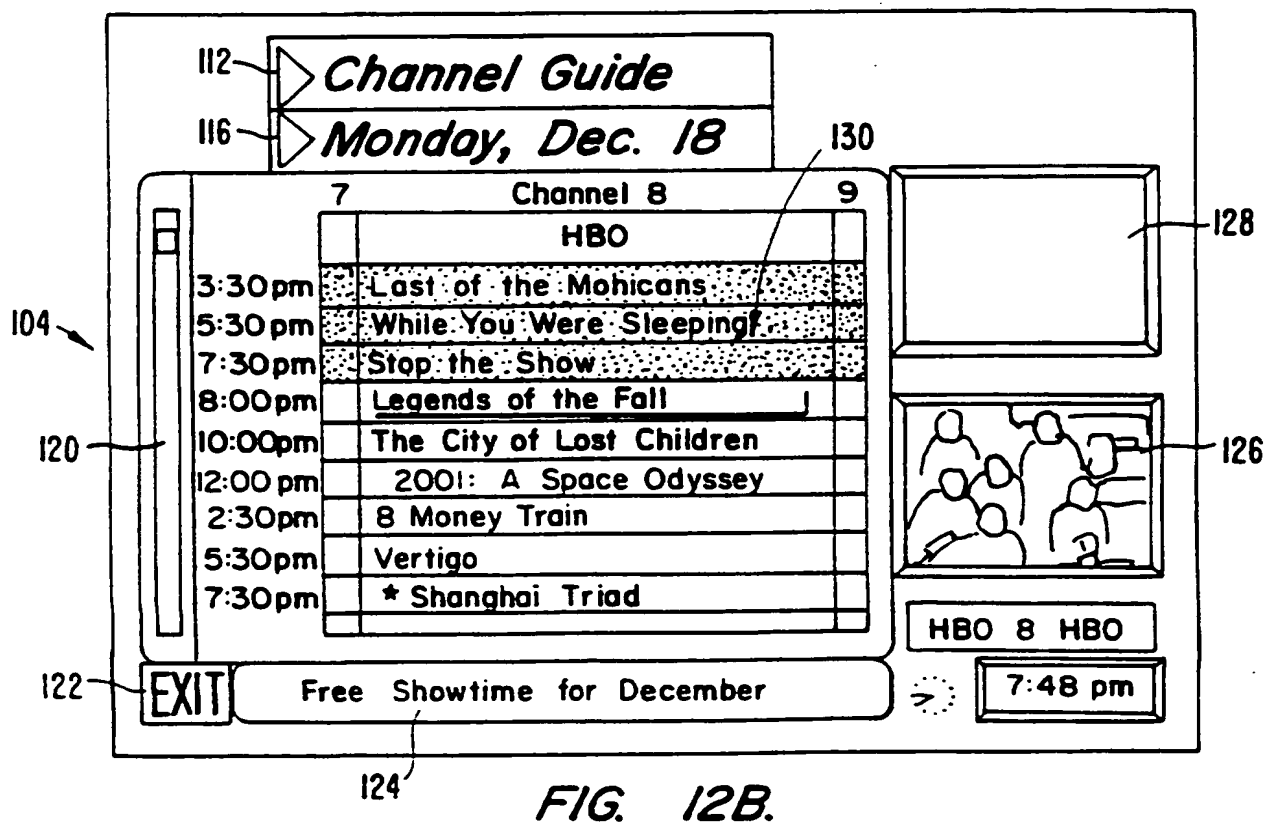 112 Channel Guide
116 Monday, Dec. 18
130
7 Channel 8 9
HBO
128
3:30pm Last of the Mohicans
104
5:30pm While You Were Sleeping
7:30pm Stop the Show
8:00pm Legends of the Fall
120
10:00pm The City of Lost Children
126
12:00 pm 2001: A Space Odyssey
2:30pm 8 Money Train
5:30pm Vertigo
7:30pm * Shanghai Triad
HBO 8 HBO
122 EXIT Free Showtime for December 7:48 pm
124
FIG. 12B.